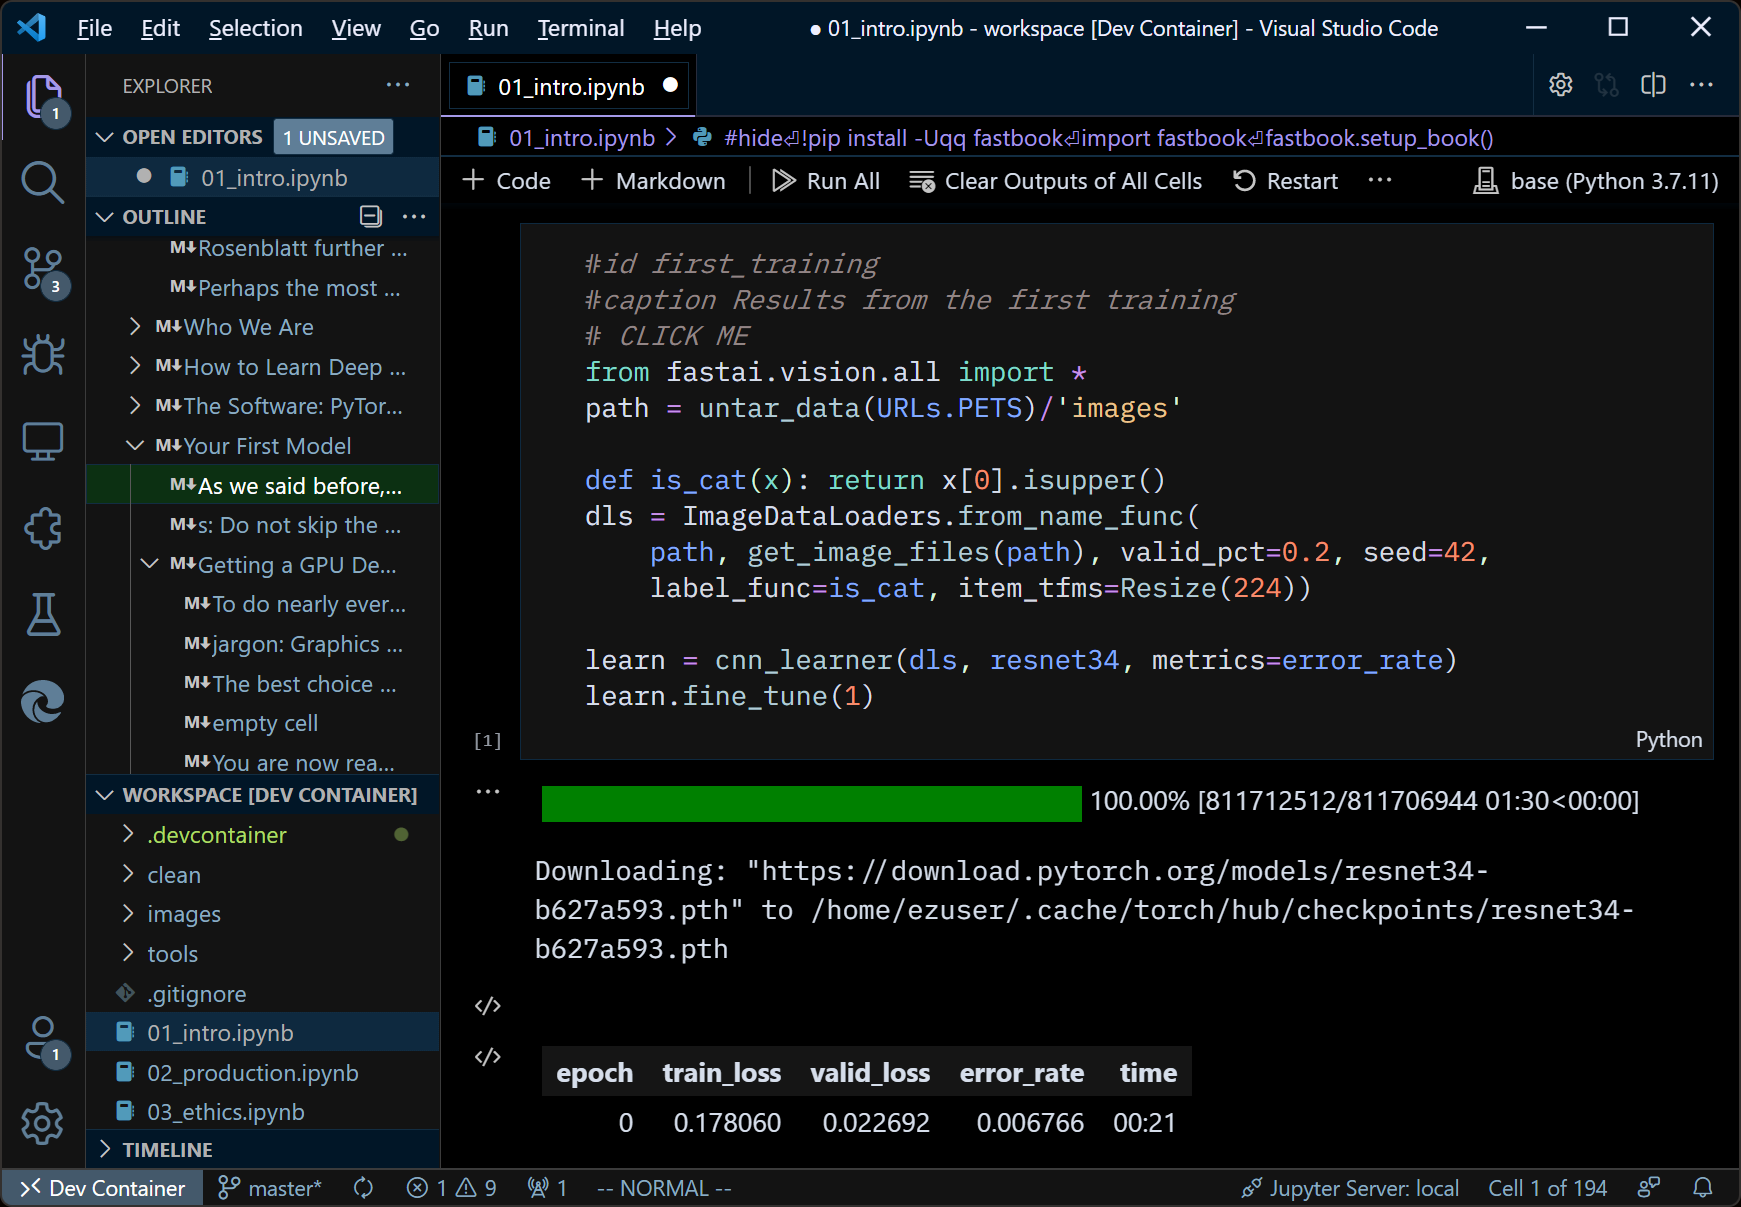 File Edit Selection View Go Run Terminal Help
● 01_intro.ipynb - workspace [Dev Container] - Visual Studio Code
1
3
1
EXPLORER
OPEN EDITORS 1 UNSAVED
01_intro.ipynb
OUTLINE
M↓Rosenblatt further ...
M↓Perhaps the most ...
M↓Who We Are
M↓How to Learn Deep ...
M↓The Software: PyTor...
M↓Your First Model
M↓As we said before,...
M↓s: Do not skip the ...
M↓Getting a GPU De...
M↓To do nearly ever...
M↓jargon: Graphics ...
M↓The best choice ...
M↓empty cell
M↓You are now rea...
WORKSPACE [DEV CONTAINER]
.devcontainer
clean
images
tools
.gitignore
01_intro.ipynb
02_production.ipynb
03_ethics.ipynb
TIMELINE
01_intro.ipynb
01_intro.ipynb > #hide⏎!pip install -Uqq fastbook⏎import fastbook⏎fastbook.setup_book()
+ Code + Markdown | Run All Clear Outputs of All Cells Restart ··· base (Python 3.7.11)
#id first_training
#caption Results from the first training
# CLICK ME
from fastai.vision.all import *
path = untar_data(URLs.PETS)/'images'
def is_cat(x): return x[0].isupper()
dls = ImageDataLoaders.from_name_func(
path, get_image_files(path), valid_pct=0.2, seed=42,
label_func=is_cat, item_tfms=Resize(224))
learn = cnn_learner(dls, resnet34, metrics=error_rate)
learn.fine_tune(1)
[1]
Python
100.00% [811712512/811706944 01:30<00:00]
Downloading: "https://download.pytorch.org/models/resnet34-
b627a593.pth" to /home/ezuser/.cache/torch/hub/checkpoints/resnet34-
b627a593.pth
epoch train_loss valid_loss error_rate time
0 0.178060 0.022692 0.006766 00:21
Dev Container master* 1 9 1 -- NORMAL -- Jupyter Server: local Cell 1 of 194